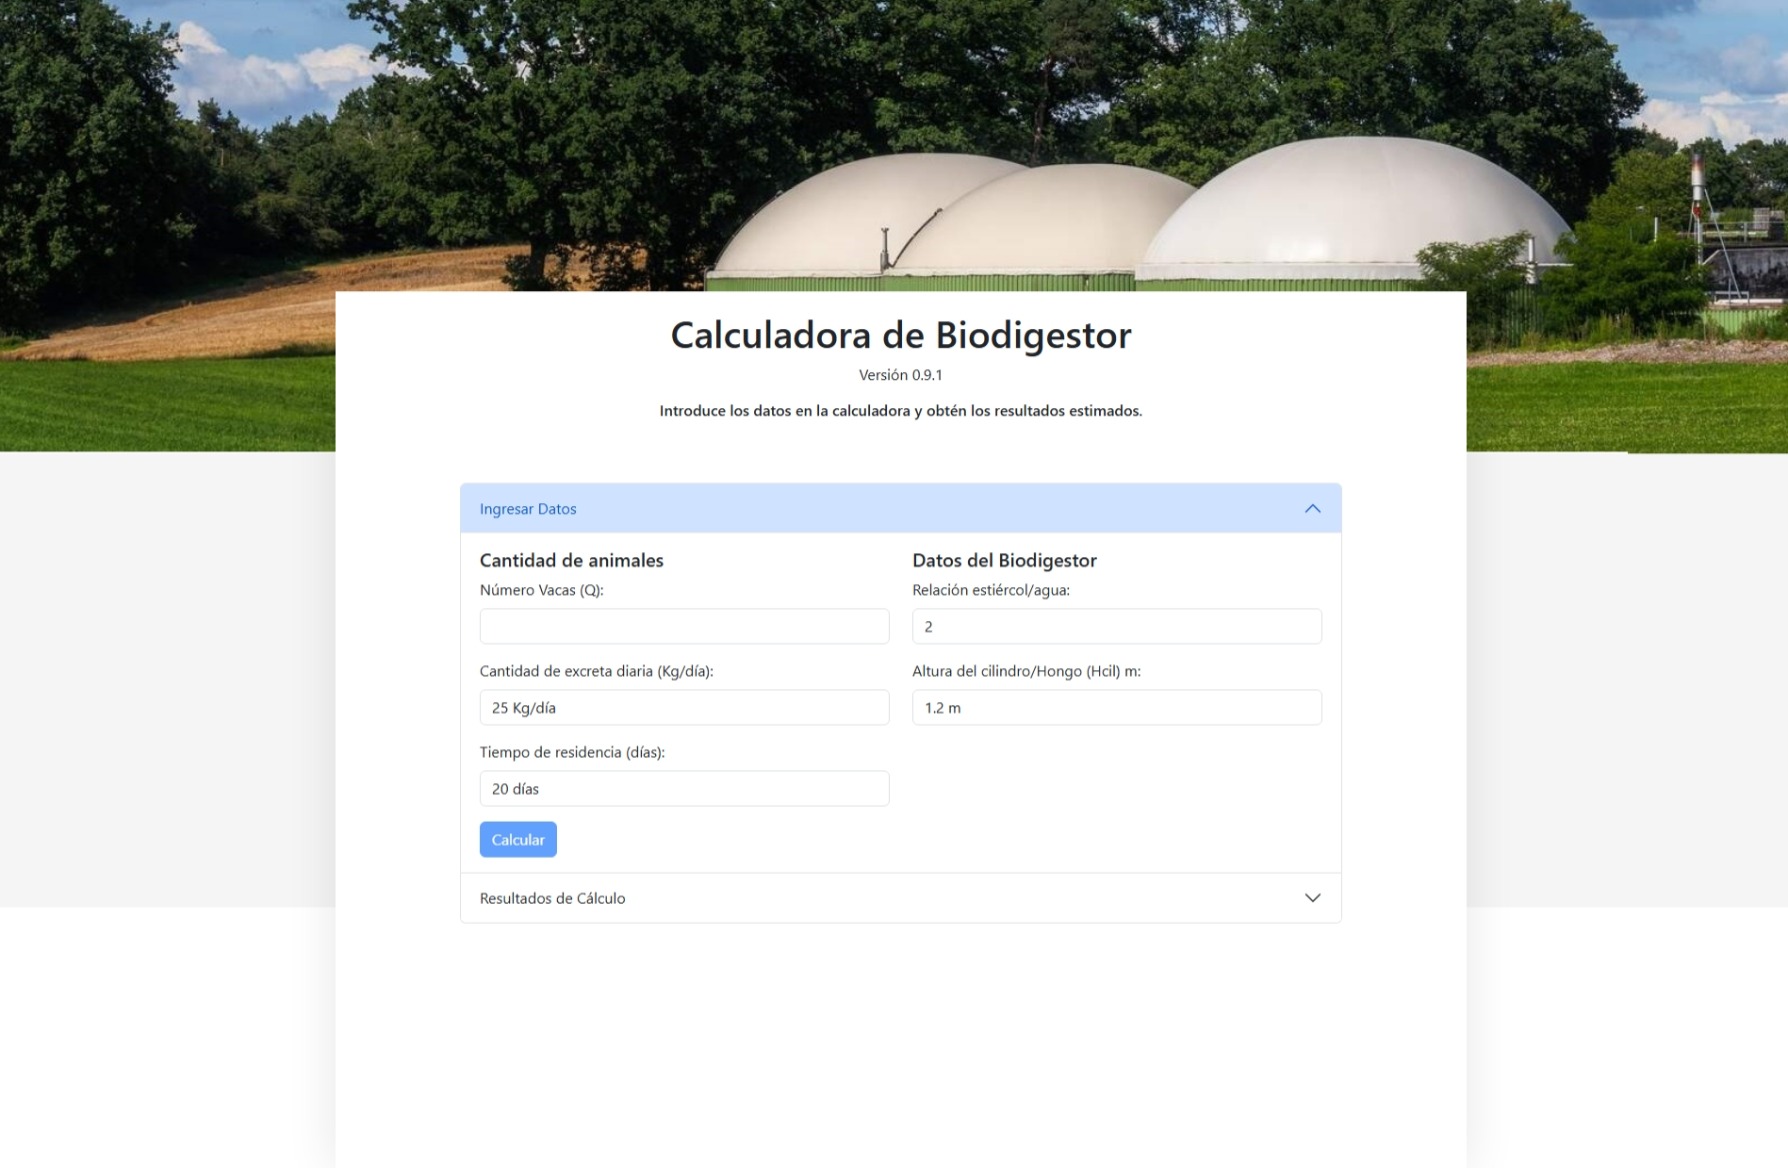 Calculadora de Biodigestor
Versión 0.9.1
Introduce los datos en la calculadora y obtén los resultados estimados.
Ingresar Datos
Cantidad de animales
Número Vacas (Q):
Cantidad de excreta diaria (Kg/día):
25 Kg/día
Tiempo de residencia (días):
20 días
Datos del Biodigestor
Relación estiércol/agua:
2
Altura del cilindro/Hongo (Hcil) m:
1.2 m
Calcular
Resultados de Cálculo